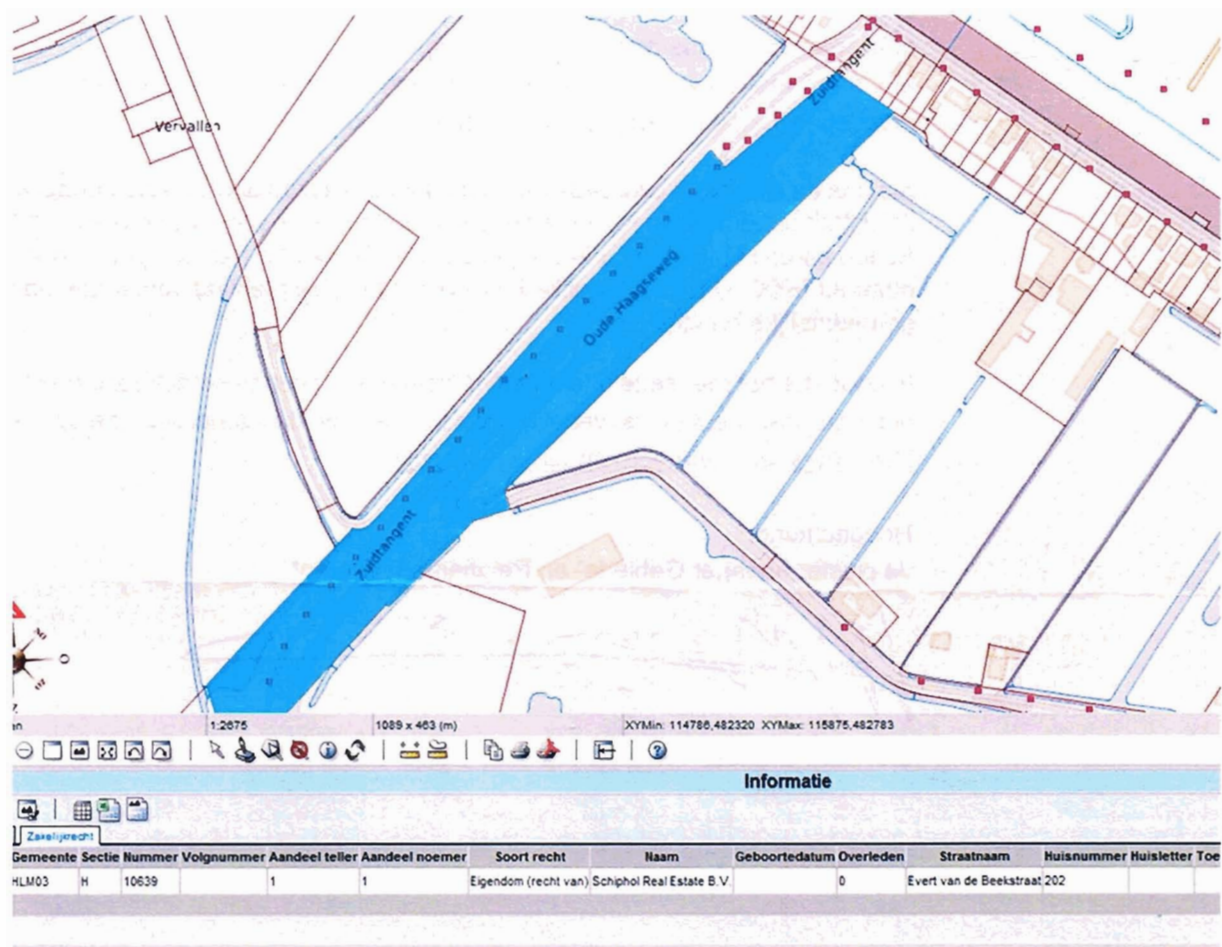 Zuidtangent
Vervallen
Oude Haagseweg
Zuidtangent
O
1:2675
1089 x 463 (m)
XYMin: 114786,482320 XYMax: 115875,482783
Informatie
Zakelijkrecht
Gemeente Sectie Nummer Volgnummer Aandeel teller Aandeel noemer Soort recht Naam Geboortedatum Overleden Straatnaam Huisnummer Huisletter Toe
HLM03 H 10639 1 1 Eigendom (recht van) Schiphol Real Estate B.V. 0 Evert van de Beekstraat 202